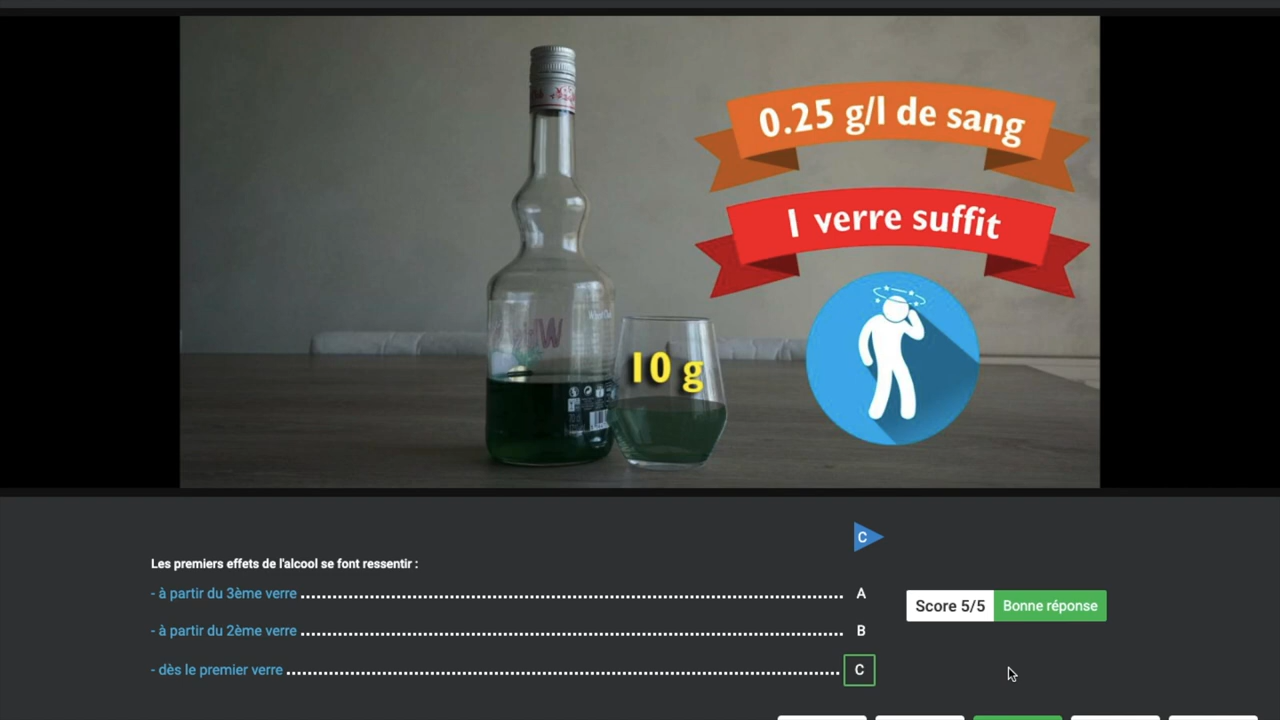 0.25 g/l de sang
1 verre suffit
10 g
C
Les premiers effets de l'alcool se font ressentir :
- à partir du 3ème verre A
- à partir du 2ème verre B
- dès le premier verre C
Score 5/5 Bonne réponse